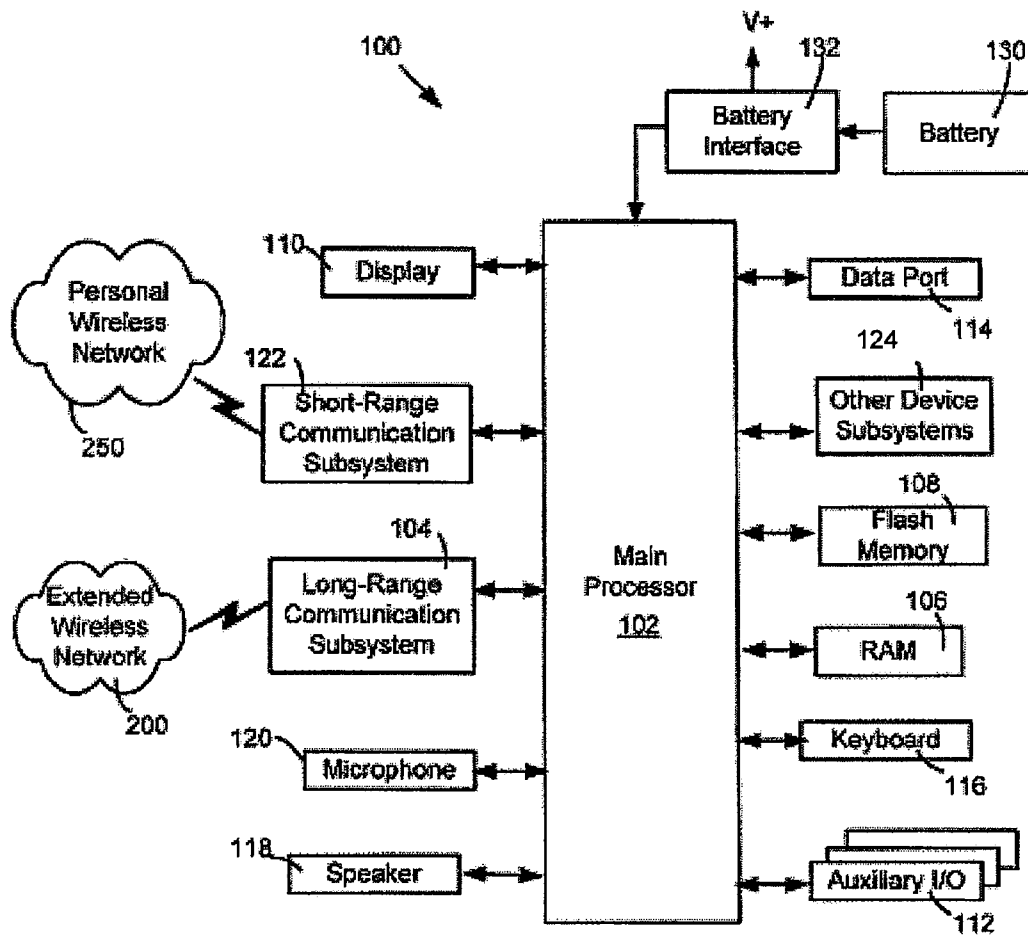 100
V+
132
130
Battery
Interface
Battery
110
Display
Data Port
114
Personal
Wireless
Network
250
122
Short-Range
Communication
Subsystem
124
Other Device
Subsystems
108
Flash
Memory
104
Long-Range
Communication
Subsystem
Extended
Wireless
Network
200
Main
Processor
102
106
RAM
120
Microphone
Keyboard
116
118
Speaker
Auxiliary I/O
112